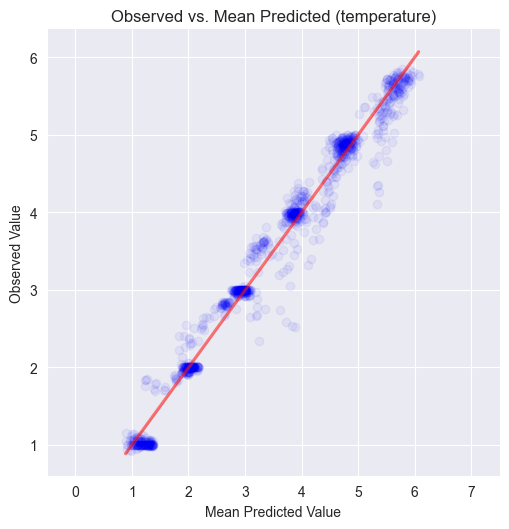 Observed vs. Mean Predicted (temperature)
6
5
4
3
2
1
Observed Value
0 1 2 3 4 5 6 7
Mean Predicted Value